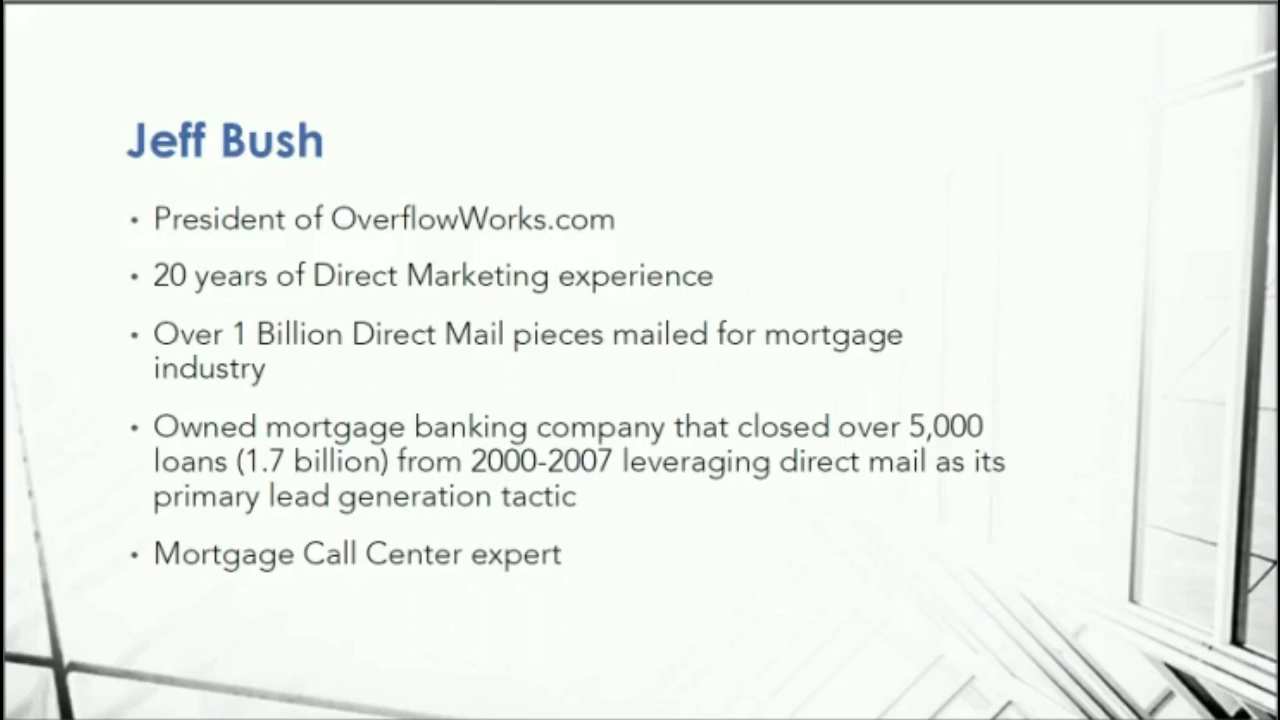 Jeff Bush
• President of OverflowWorks.com
• 20 years of Direct Marketing experience
• Over 1 Billion Direct Mail pieces mailed for mortgage
industry
• Owned mortgage banking company that closed over 5,000
loans (1.7 billion) from 2000-2007 leveraging direct mail as its
primary lead generation tactic
• Mortgage Call Center expert